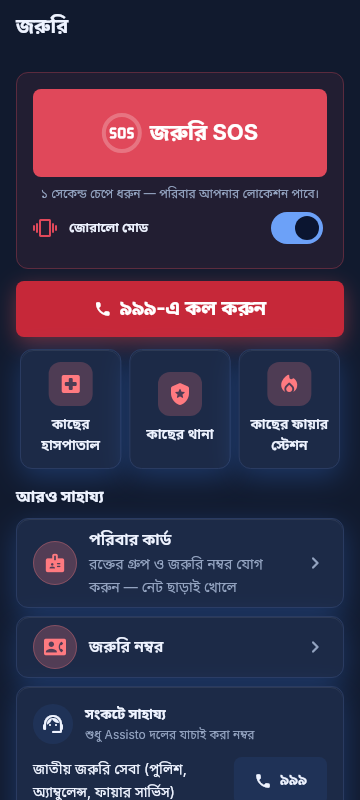 জরুরি
SOS জরুরি SOS
১ সেকেন্ড চেপে ধরুন — পরিবার আপনার লোকেশন পাবে।
জোরালো মোড
৯৯৯-এ কল করুন
কাছের
হাসপাতাল
কাছের থানা
কাছের ফায়ার
স্টেশন
আরও সাহায্য
পরিবার কার্ড
রক্তের গ্রুপ ও জরুরি নম্বর যোগ
করুন — নেট ছাড়াই খোলে
জরুরি নম্বর
সংকটে সাহায্য
শুধু Assisto দলের যাচাই করা নম্বর
জাতীয় জরুরি সেবা (পুলিশ,
অ্যাম্বুলেন্স, ফায়ার সার্ভিস)
৯৯৯